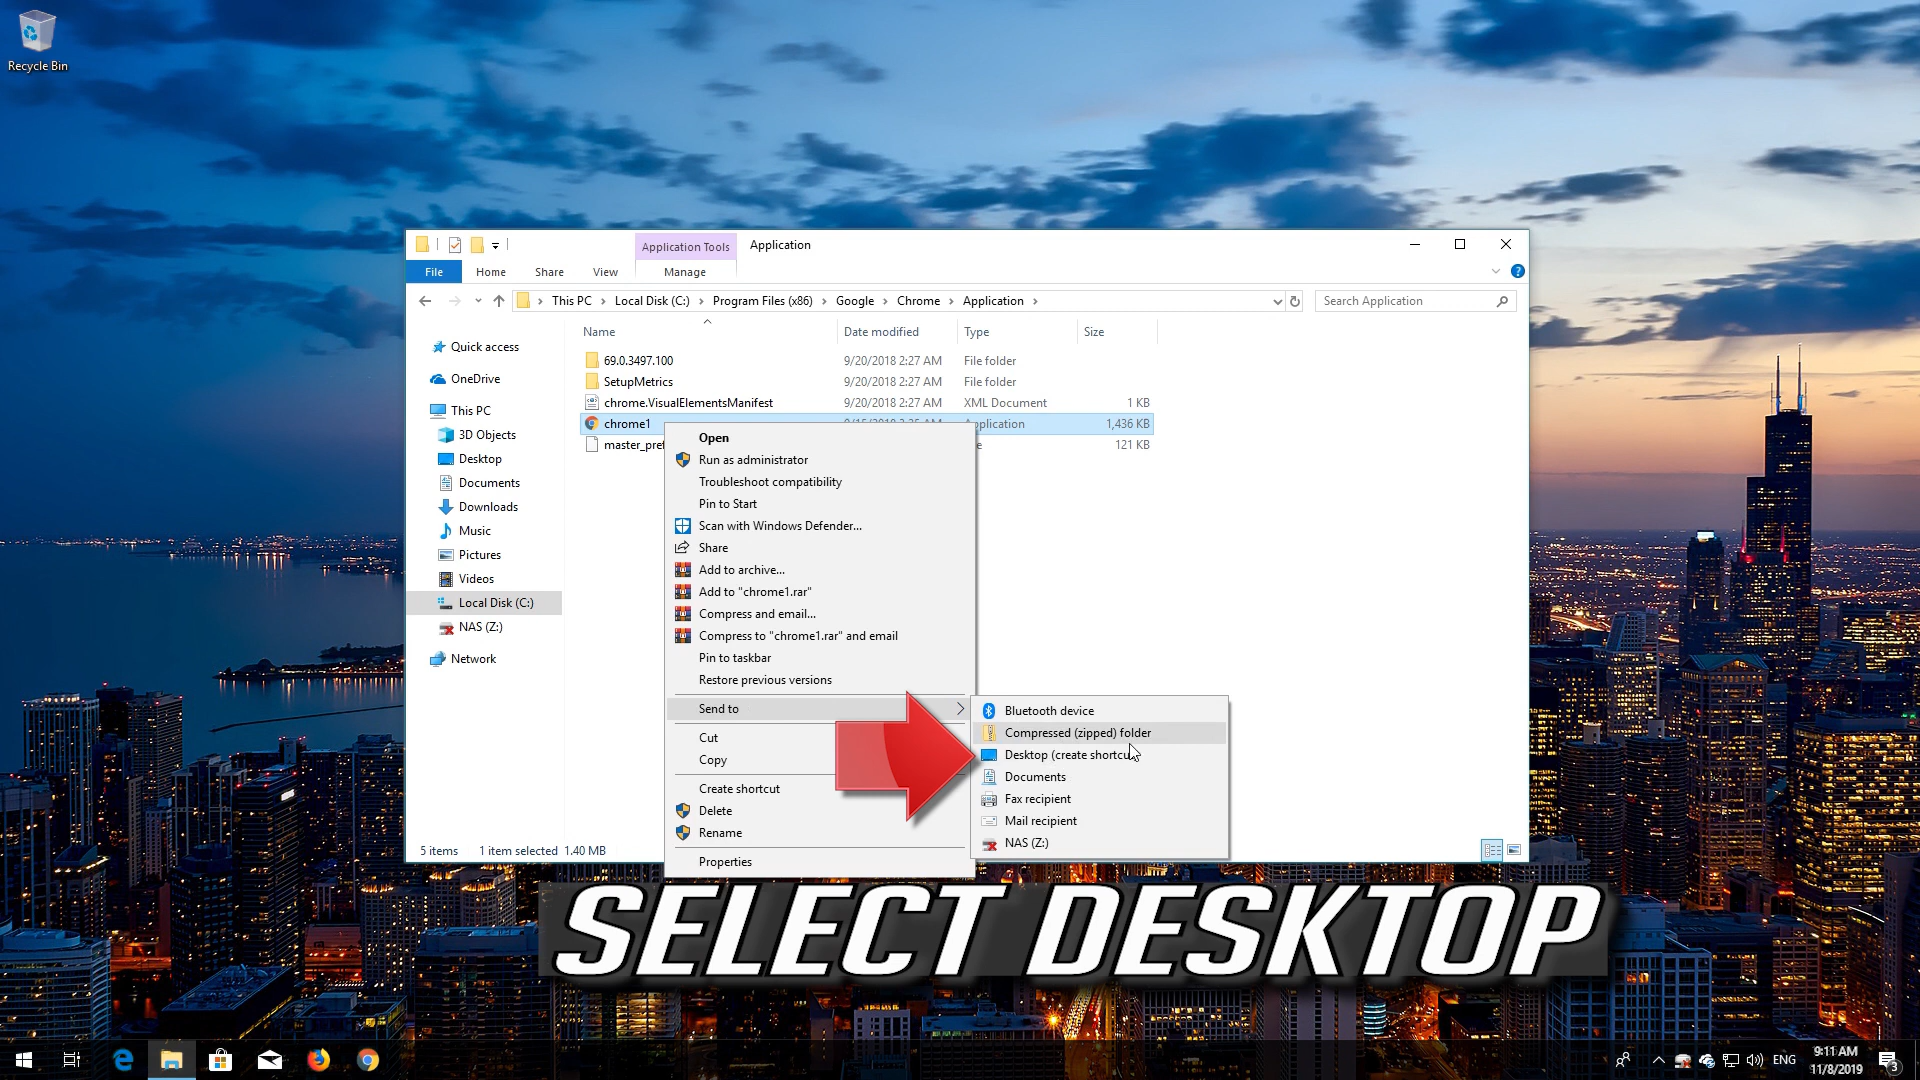 Recycle Bin
Application Tools
Application
File
Home
Share
View
Manage
This PC
Local Disk (C:)
Program Files (x86)
Google
Chrome
Application
Search Application
Name
Date modified
Type
Size
Quick access
OneDrive
This PC
3D Objects
Desktop
Documents
Downloads
Music
Pictures
Videos
Local Disk (C:)
NAS (Z:)
Network
69.0.3497.100 9/20/2018 2:27 AM File folder
SetupMetrics 9/20/2018 2:27 AM File folder
chrome.VisualElementsManifest 9/20/2018 2:27 AM XML Document 1 KB
chrome1 1,436 KB
121 KB
Open
Run as administrator
Troubleshoot compatibility
Pin to Start
Scan with Windows Defender...
Share
Add to archive...
Add to "chrome1.rar"
Compress and email...
Compress to "chrome1.rar" and email
Pin to taskbar
Restore previous versions
Send to
Cut
Copy
Create shortcut
Delete
Rename
Properties
Bluetooth device
Compressed (zipped) folder
Desktop (create shortcu
Documents
Fax recipient
Mail recipient
NAS (Z:)
5 items 1 item selected 1.40 MB
SELECT DESKTOP
ENG
9:11 AM
11/8/2019
3